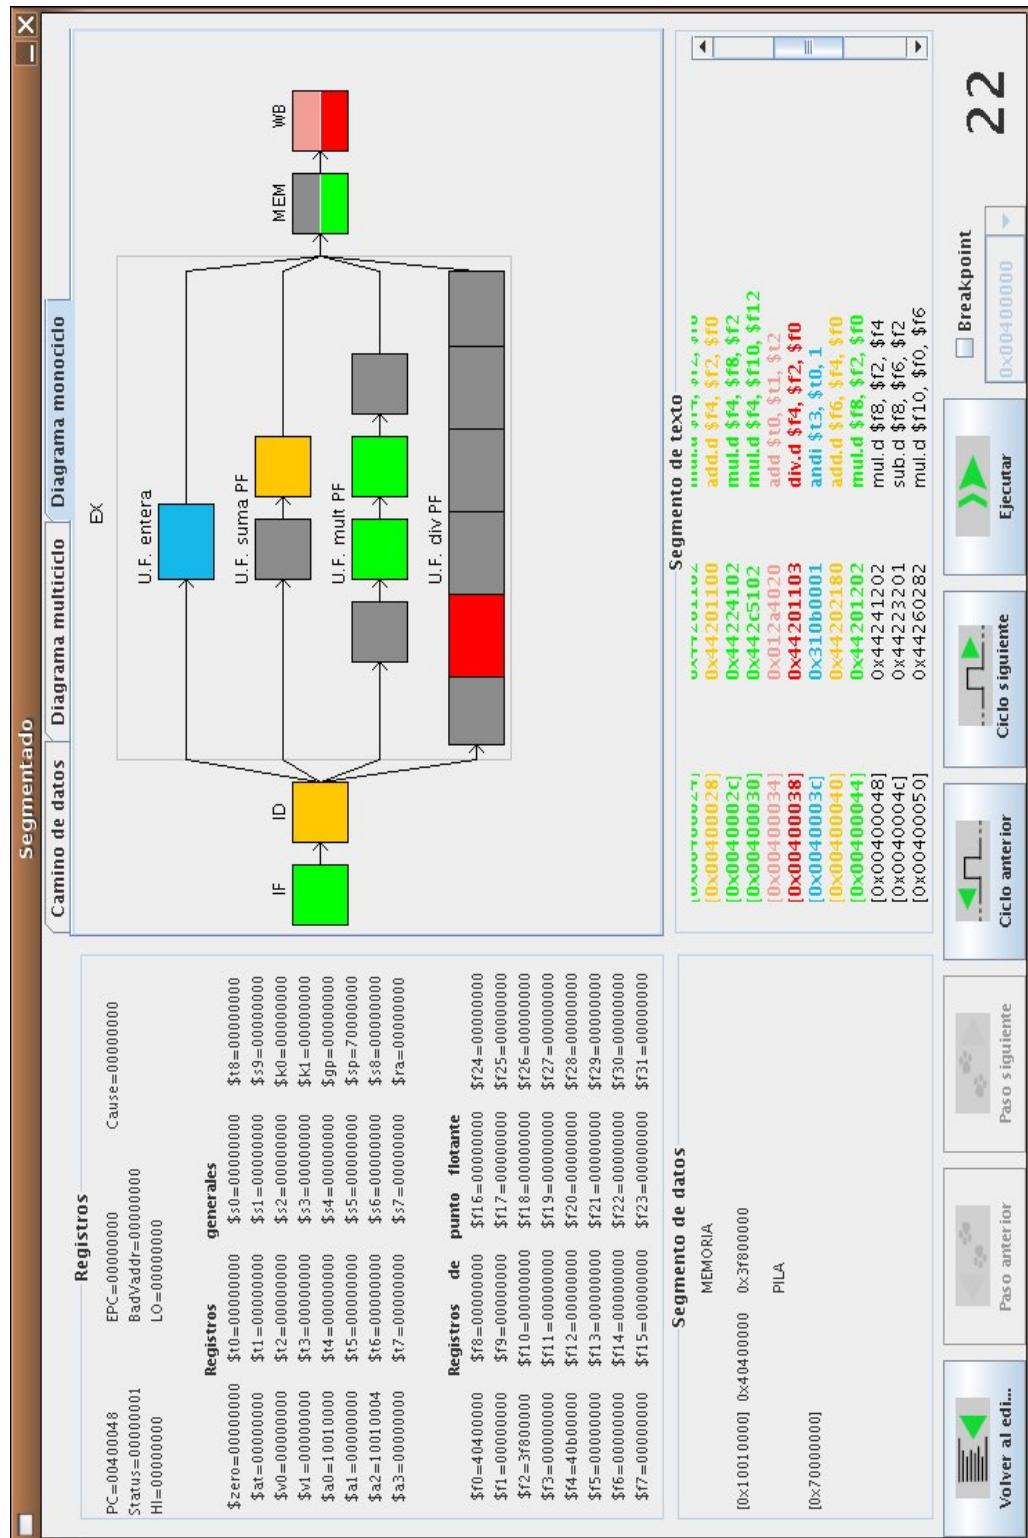 Segmentado
Registros
PC=00400048 EPC=00000000 Cause=00000000
Status=00000001 BadVaddr=00000000
HI=00000000 LO=00000000
Registros generales
$zero=00000000 $t0=00000000 $s0=00000000 $t8=00000000
$at=00000000 $t1=00000000 $s1=00000000 $s9=00000000
$v0=00000000 $t2=00000000 $s2=00000000 $k0=00000000
$v1=00000000 $t3=00000000 $s3=00000000 $k1=00000000
$a0=10010000 $t4=00000000 $s4=00000000 $gp=00000000
$a1=00000000 $t5=00000000 $s5=00000000 $sp=70000000
$a2=10010004 $t6=00000000 $s6=00000000 $s8=00000000
$a3=00000000 $t7=00000000 $s7=00000000 $ra=00000000
Registros de punto flotante
$f0=40400000 $f8=00000000 $f16=00000000 $f24=00000000
$f1=00000000 $f9=00000000 $f17=00000000 $f25=00000000
$f2=3f800000 $f10=00000000 $f18=00000000 $f26=00000000
$f3=00000000 $f11=00000000 $f19=00000000 $f27=00000000
$f4=40b00000 $f12=00000000 $f20=00000000 $f28=00000000
$f5=00000000 $f13=00000000 $f21=00000000 $f29=00000000
$f6=00000000 $f14=00000000 $f22=00000000 $f30=00000000
$f7=00000000 $f15=00000000 $f23=00000000 $f31=00000000
Camino de datos Diagrama multiciclo Diagrama monociclo
EX
U.F. entera
IF ID U.F. suma PF MEM WB
U.F. mult PF
U.F. div PF
Segmento de datos
MEMORIA
[0x10010000] 0x40400000 0x3f800000
PILA
[0x70000000]
Segmento de texto
[0x00400028] 0x44201100 add.d $f4, $f2, $f0
[0x0040002c] 0x44224102 mul.d $f4, $f8, $f2
[0x00400030] 0x442c5102 mul.d $f4, $f10, $f12
[0x00400034] 0x012a4020 add $t0, $t1, $t2
[0x00400038] 0x44201103 div.d $f4, $f2, $f0
[0x0040003c] 0x310b0001 andi $t3, $t0, 1
[0x00400040] 0x44202180 add.d $f6, $f4, $f0
[0x00400044] 0x44201202 mul.d $f8, $f2, $f0
[0x00400048] 0x44241202 mul.d $f8, $f2, $f4
[0x0040004c] 0x44223201 sub.d $f8, $f6, $f2
[0x00400050] 0x44260282 mul.d $f10, $f0, $f6
Volver al edi... Paso anterior Paso siguiente Ciclo anterior Ciclo siguiente Ejecutar
Breakpoint
0x00400000
22